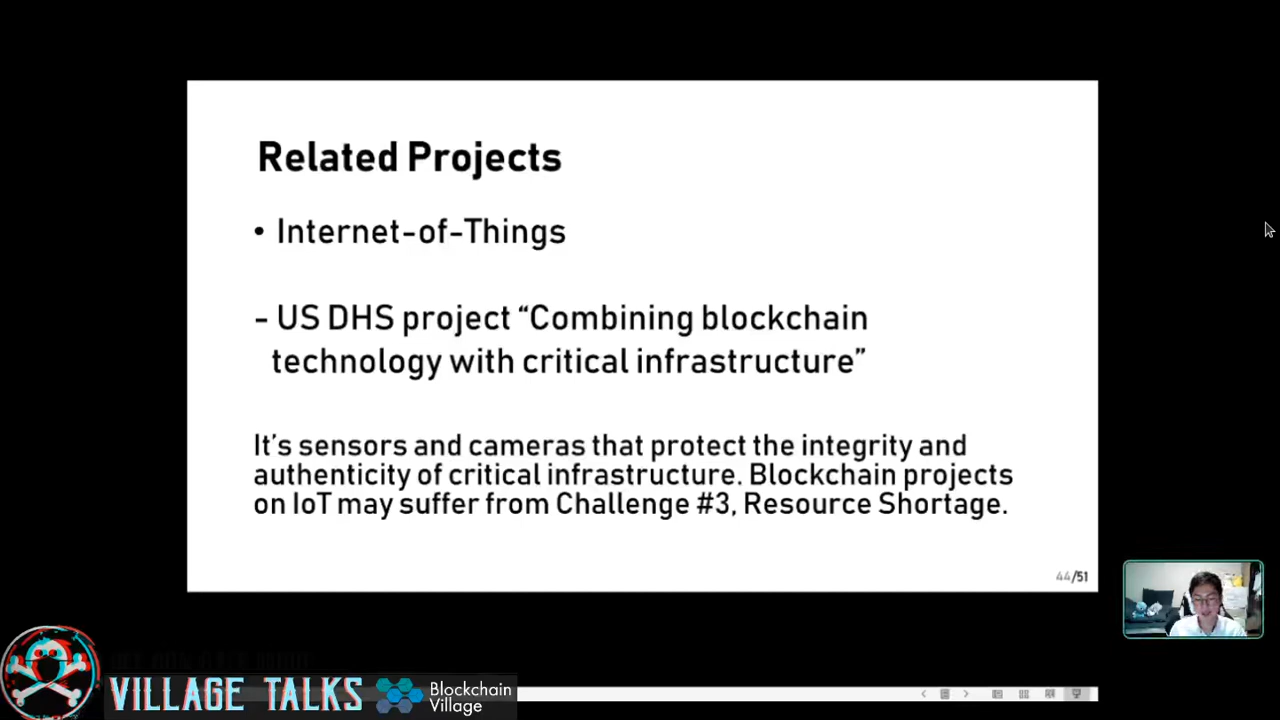 Related Projects
• Internet-of-Things
- US DHS project “Combining blockchain
technology with critical infrastructure”
It's sensors and cameras that protect the integrity and
authenticity of critical infrastructure. Blockchain projects
on IoT may suffer from Challenge #3, Resource Shortage.
44/51
VILLAGE TALKS
Blockchain
Village